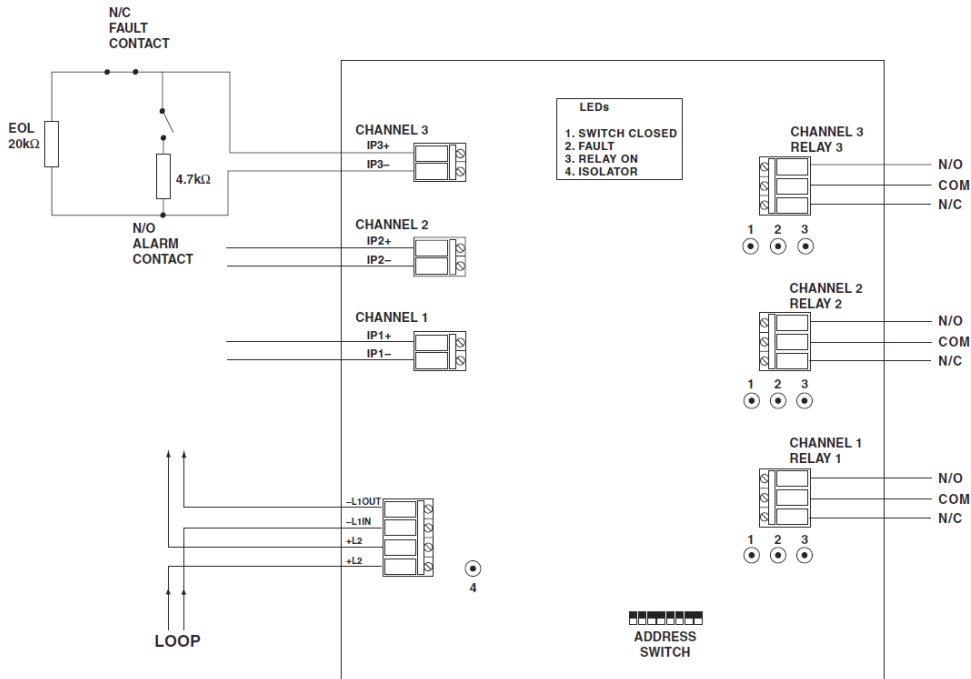 N/C
FAULT
CONTACT
EOL
20kΩ
4.7kΩ
N/O
ALARM
CONTACT
CHANNEL 3
IP3+
IP3–
CHANNEL 2
IP2+
IP2–
CHANNEL 1
IP1+
IP1–
–L1OUT
–L1IN
+L2
+L2
LOOP
4
LEDs
1. SWITCH CLOSED
2. FAULT
3. RELAY ON
4. ISOLATOR
CHANNEL 3
RELAY 3
N/O
COM
N/C
1 2 3
CHANNEL 2
RELAY 2
N/O
COM
N/C
1 2 3
CHANNEL 1
RELAY 1
N/O
COM
N/C
1 2 3
ADDRESS
SWITCH